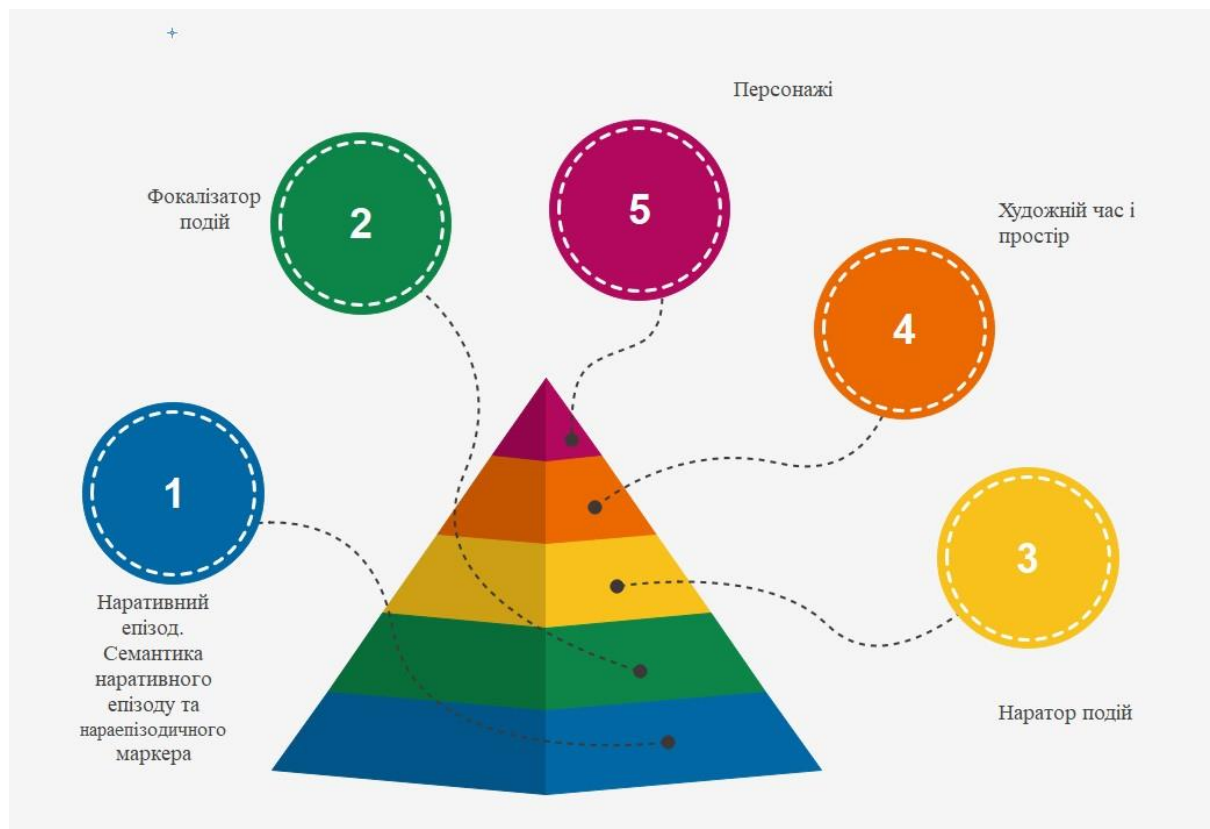 Персонажі
5
Фокалізатор
подій
2
Художній час і
простір
4
1
Наративний
епізод.
Семантика
наративного
епізоду та
нараепізодичного
маркера
3
Наратор подій